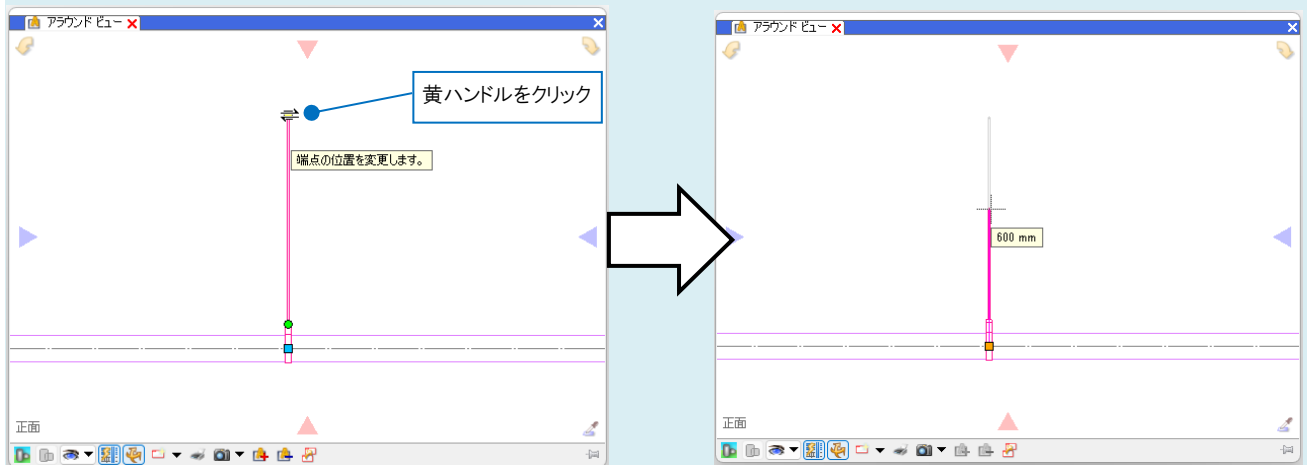 アラウンド ビュー
黄ハンドルをクリック
端点の位置を変更します。
正面
アラウンド ビュー
600 mm
正面